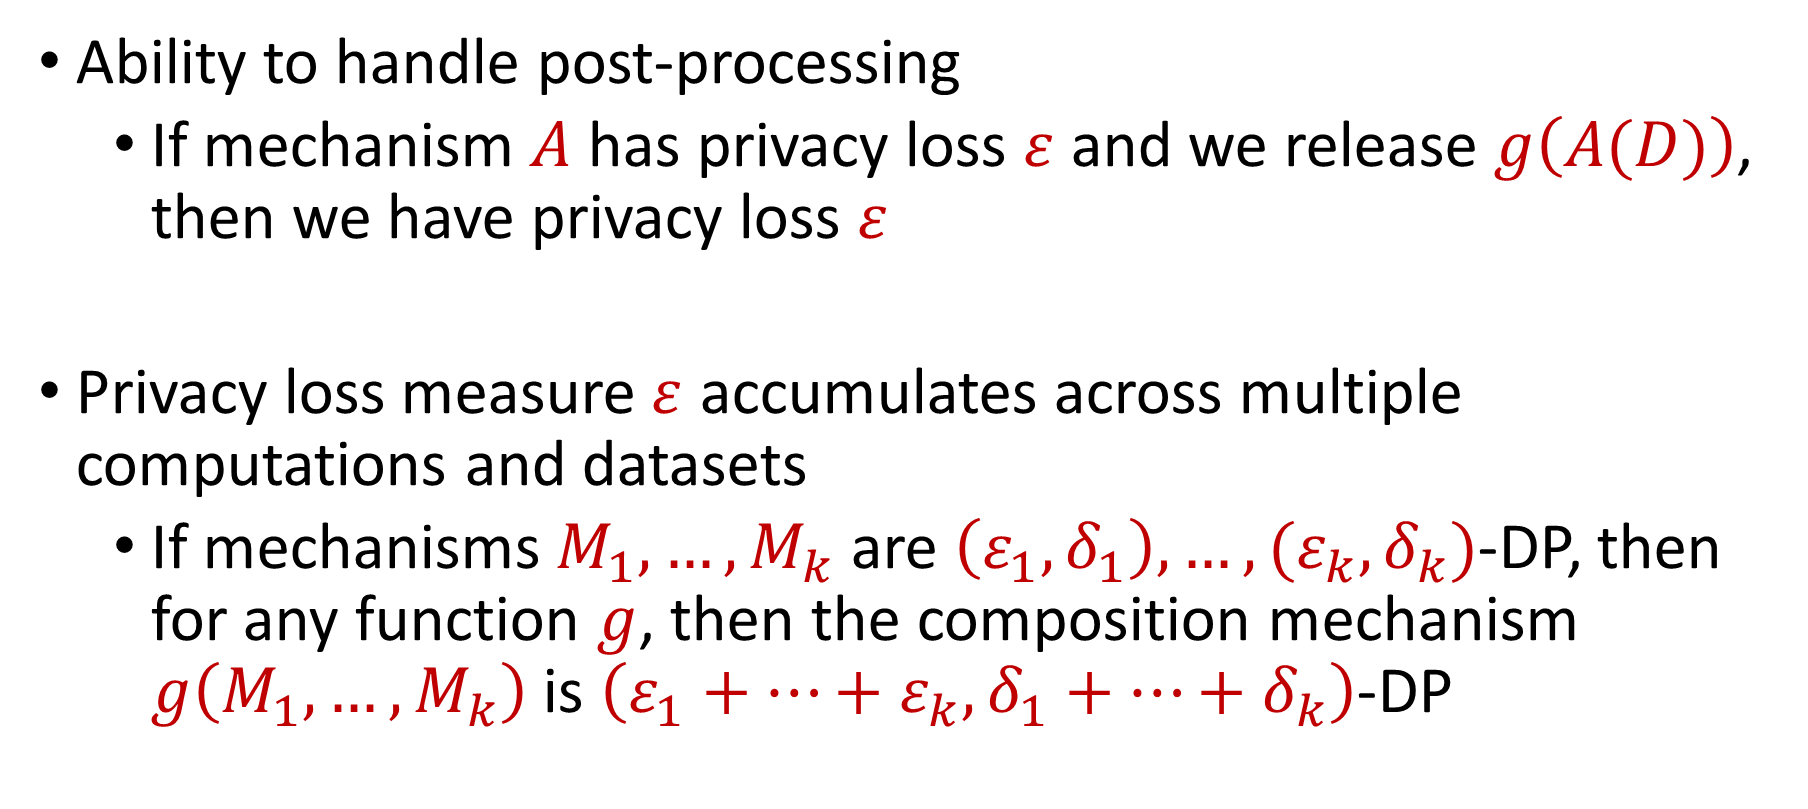 • Ability to handle post-processing
• If mechanism A has privacy loss ε and we release g(A(D)),
then we have privacy loss ε
• Privacy loss measure ε accumulates across multiple
computations and datasets
• If mechanisms M₁, … , Mₖ are (ε₁, δ₁), … , (εₖ, δₖ)-DP, then
for any function g, then the composition mechanism
g(M₁, … , Mₖ) is (ε₁ + ⋯ + εₖ, δ₁ + ⋯ + δₖ)-DP